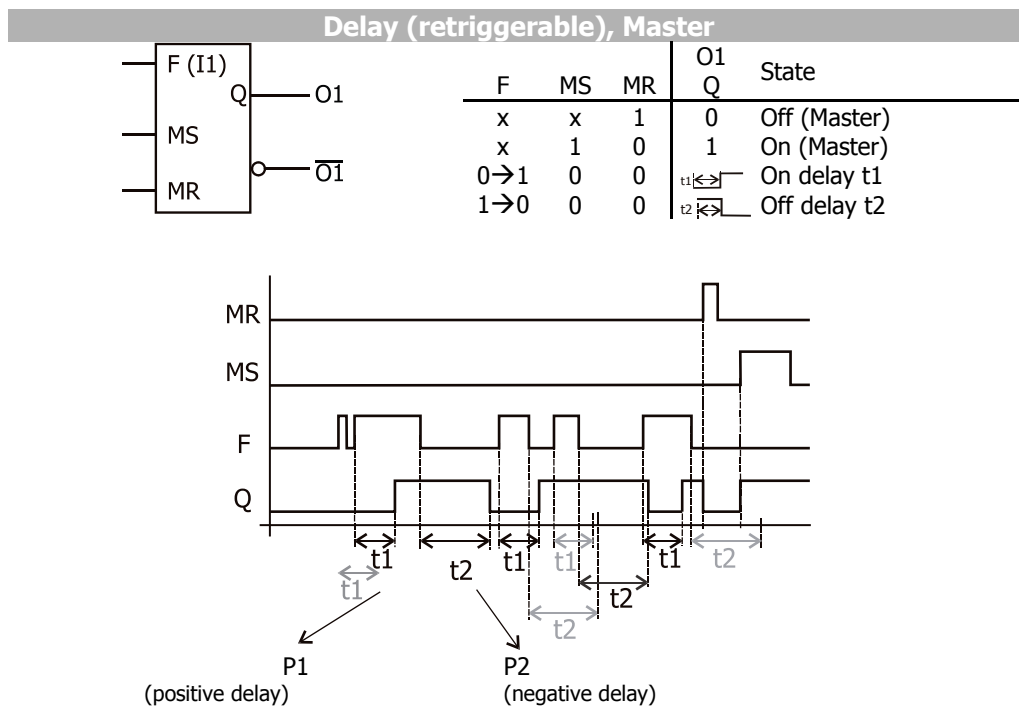 Delay (retriggerable), Master
F (I1)
Q
O1
MS
O1
MR
O1
F MS MR Q State
x x 1 0 Off (Master)
x 1 0 1 On (Master)
0→1 0 0 t1 On delay t1
1→0 0 0 t2 Off delay t2
MR
MS
F
Q
t1 t2 t1 t1 t1 t2
t1 t2
t2
P1 P2
(positive delay) (negative delay)